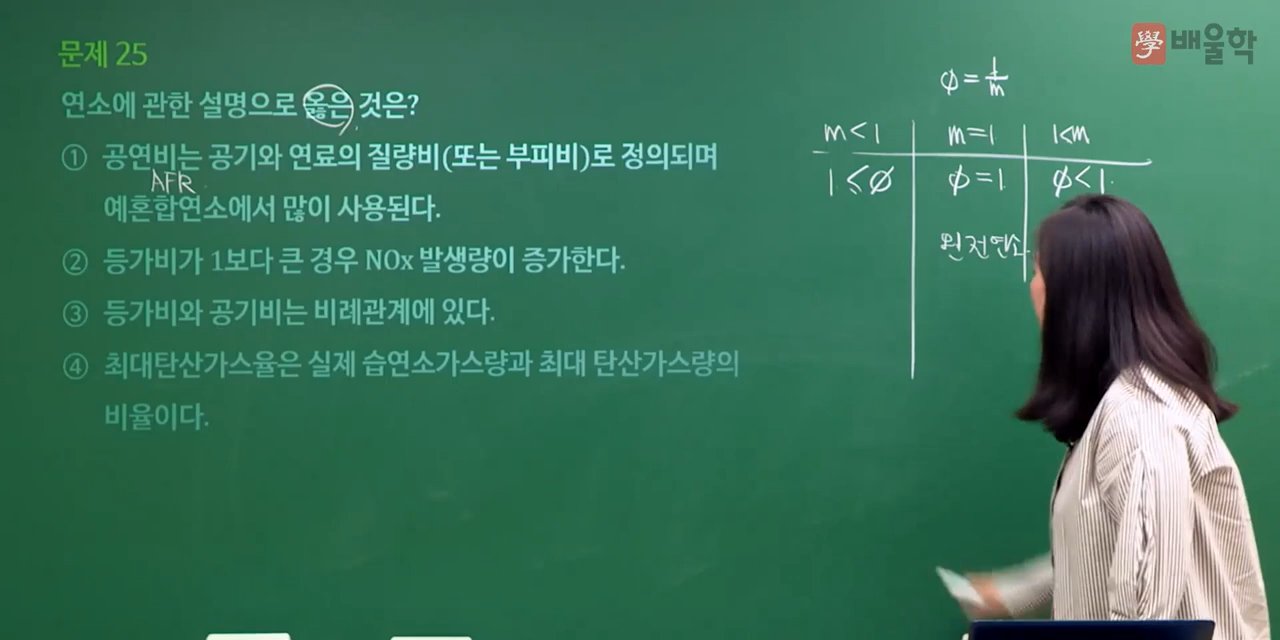 學 배울학
문제 25
연소에 관한 설명으로 옳은 것은?
① 공연비는 공기와 연료의 질량비(또는 부피비)로 정의되며
AFR
예혼합연소에서 많이 사용된다.
② 등가비가 1보다 큰 경우 NOx 발생량이 증가한다.
③ 등가비와 공기비는 비례관계에 있다.
④ 최대탄산가스율은 실제 습연소가스량과 최대 탄산가스량의
비율이다.
ϕ = 1/m
m<1 m=1 1<m
1≤ϕ ϕ=1. ϕ<1.
완전연소